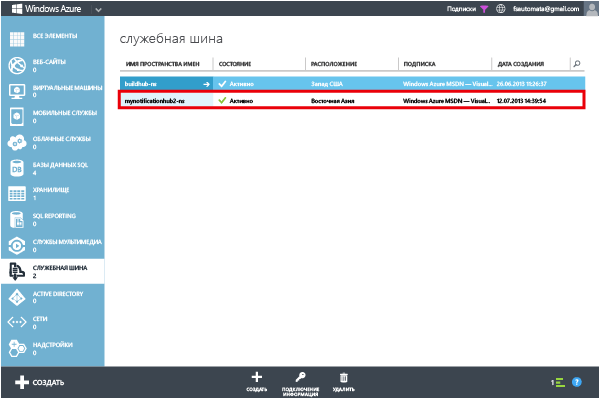 Windows Azure
Подписки
fisautomata@gmail.com
ВСЕ ЭЛЕМЕНТЫ
ВЕБ-САЙТЫ
0
ВИРТУАЛЬНЫЕ МАШИНЫ
0
МОБИЛЬНЫЕ СЛУЖБЫ
0
ОБЛАЧНЫЕ СЛУЖБЫ
0
БАЗЫ ДАННЫХ SQL
4
ХРАНИЛИЩЕ
1
SQL REPORTING
0
СЛУЖБЫ МУЛЬТИМЕДИА
0
СЛУЖЕБНАЯ ШИНА
2
ACTIVE DIRECTORY
0
СЕТИ
0
НАДСТРОЙКИ
0
служебная шина
ИМЯ ПРОСТРАНСТВА ИМЕН СОСТОЯНИЕ РАСПОЛОЖЕНИЕ ПОДПИСКА ДАТА СОЗДАНИЯ
buildhub-ns Активно Запад США Windows Azure MSDN — Visual... 26.06.2013 11:26:37
mynotificationhub2-ns Активно Восточная Азия Windows Azure MSDN — Visual... 12.07.2013 14:39:54
СОЗДАТЬ
СОЗДАТЬ
ПОДКЛЮЧЕНИЕ
ИНФОРМАЦИЯ
УДАЛИТЬ
1
?